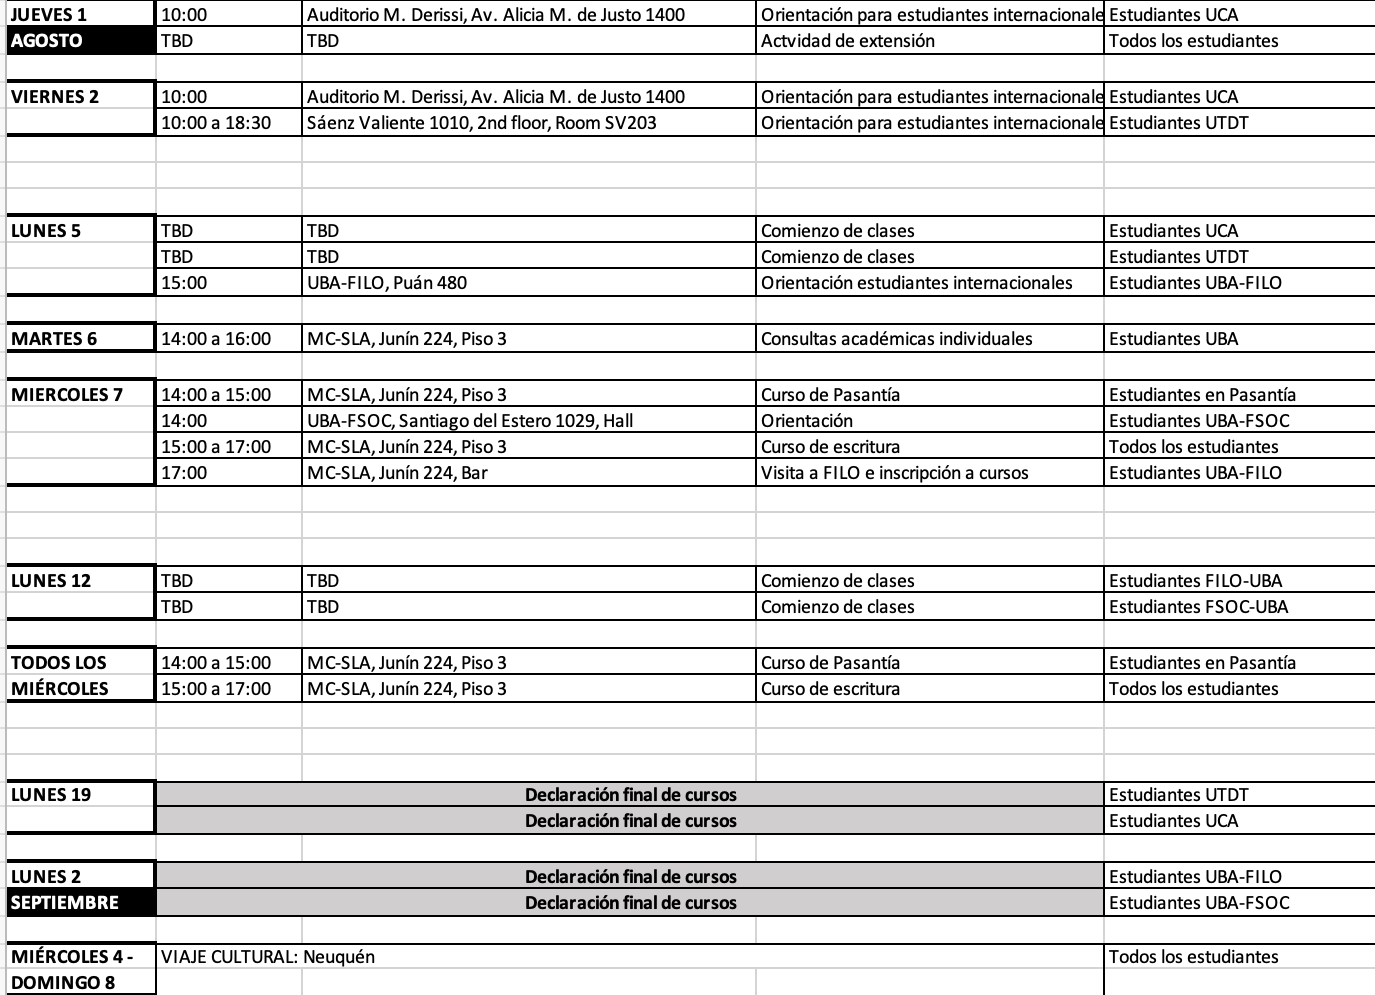 JUEVES 1 10:00 Auditorio M. Derissi, Av. Alicia M. de Justo 1400 Orientación para estudiantes internacionale Estudiantes UCA
AGOSTO TBD TBD Actvidad de extensión Todos los estudiantes
VIERNES 2 10:00 Auditorio M. Derissi, Av. Alicia M. de Justo 1400 Orientación para estudiantes internacionale Estudiantes UCA
10:00 a 18:30 Sáenz Valiente 1010, 2nd floor, Room SV203 Orientación para estudiantes internacionale Estudiantes UTDT
LUNES 5 TBD TBD Comienzo de clases Estudiantes UCA
TBD TBD Comienzo de clases Estudiantes UTDT
15:00 UBA-FILO, Puán 480 Orientación estudiantes internacionales Estudiantes UBA-FILO
MARTES 6 14:00 a 16:00 MC-SLA, Junín 224, Piso 3 Consultas académicas individuales Estudiantes UBA
MIERCOLES 7 14:00 a 15:00 MC-SLA, Junín 224, Piso 3 Curso de Pasantía Estudiantes en Pasantía
14:00 UBA-FSOC, Santiago del Estero 1029, Hall Orientación Estudiantes UBA-FSOC
15:00 a 17:00 MC-SLA, Junín 224, Piso 3 Curso de escritura Todos los estudiantes
17:00 MC-SLA, Junín 224, Bar Visita a FILO e inscripción a cursos Estudiantes UBA-FILO
LUNES 12 TBD TBD Comienzo de clases Estudiantes FILO-UBA
TBD TBD Comienzo de clases Estudiantes FSOC-UBA
TODOS LOS 14:00 a 15:00 MC-SLA, Junín 224, Piso 3 Curso de Pasantía Estudiantes en Pasantía
MIÉRCOLES 15:00 a 17:00 MC-SLA, Junín 224, Piso 3 Curso de escritura Todos los estudiantes
LUNES 19 Declaración final de cursos Estudiantes UTDT
Declaración final de cursos Estudiantes UCA
LUNES 2 Declaración final de cursos Estudiantes UBA-FILO
SEPTIEMBRE Declaración final de cursos Estudiantes UBA-FSOC
MIÉRCOLES 4 - VIAJE CULTURAL: Neuquén Todos los estudiantes
DOMINGO 8